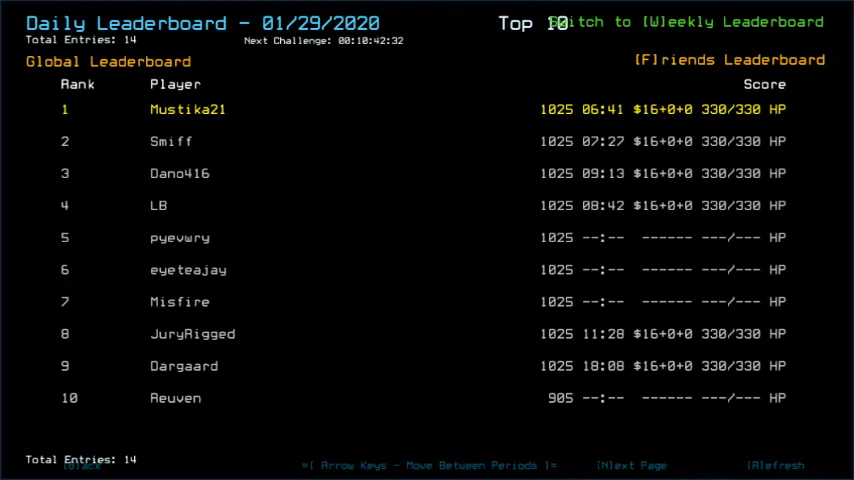 Daily Leaderboard - 01/29/2020 Top 10 Switch to [W]eekly Leaderboard
Total Entries: 14 Next Challenge: 00:10:42:32
Global Leaderboard [F]riends Leaderboard
Rank Player Score
1 Mustika21 1025 06:41 $16+0+0 330/330 HP
2 Smiff 1025 07:27 $16+0+0 330/330 HP
3 Dano416 1025 09:13 $16+0+0 330/330 HP
4 LB 1025 08:42 $16+0+0 330/330 HP
5 pyevwry 1025 --:-- ------ ---/--- HP
6 eyeteajay 1025 --:-- ------ ---/--- HP
7 Misfire 1025 --:-- ------ ---/--- HP
8 JuryRigged 1025 11:28 $16+0+0 330/330 HP
9 Dargaard 1025 18:08 $16+0+0 330/330 HP
10 Reuven 905 --:-- ------ ---/--- HP
Total Entries: 14
[B]ack =[ Arrow Keys - Move Between Periods ]= [N]ext Page [R]efresh